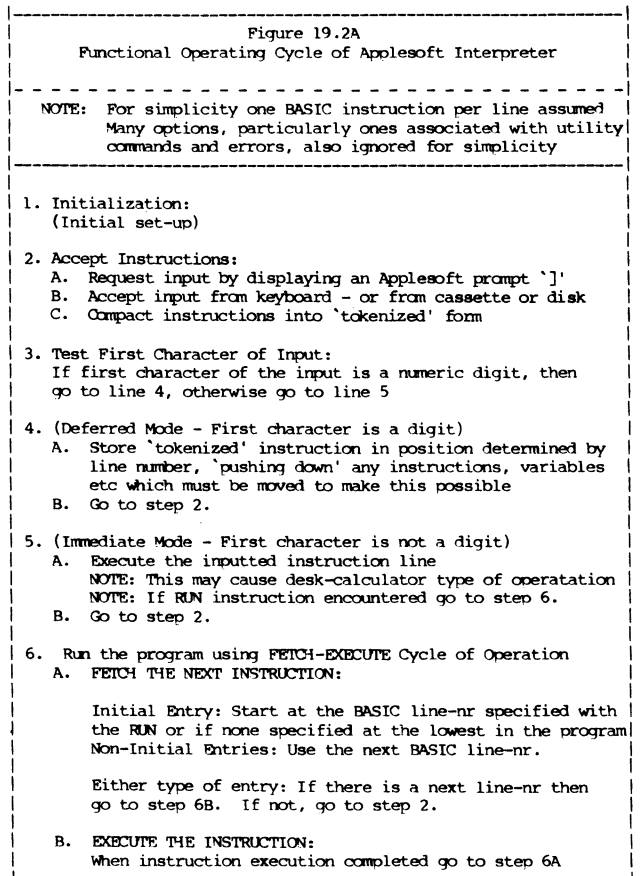 Figure 19.2A
Functional Operating Cycle of Applesoft Interpreter
NOTE: For simplicity one BASIC instruction per line assumed
Many options, particularly ones associated with utility
commands and errors, also ignored for simplicity
1. Initialization:
(Initial set-up)
2. Accept Instructions:
A. Request input by displaying an Applesoft prompt `]'
B. Accept input from keyboard - or from cassette or disk
C. Compact instructions into `tokenized' form
3. Test First Character of Input:
If first character of the input is a numeric digit, then
go to line 4, otherwise go to line 5
4. (Deferred Mode - First character is a digit)
A. Store `tokenized' instruction in position determined by
line number, `pushing down' any instructions, variables
etc which must be moved to make this possible
B. Go to step 2.
5. (Immediate Mode - First character is not a digit)
A. Execute the inputted instruction line
NOTE: This may cause desk-calculator type of operatation
NOTE: If RUN instruction encountered go to step 6.
B. Go to step 2.
6. Run the program using FETCH-EXECUTE Cycle of Operation
A. FETCH THE NEXT INSTRUCTION:
Initial Entry: Start at the BASIC line-nr specified with
the RUN or if none specified at the lowest in the program
Non-Initial Entries: Use the next BASIC line-nr.
Either type of entry: If there is a next line-nr then
go to step 6B. If not, go to step 2.
B. EXECUTE THE INSTRUCTION:
When instruction execution completed go to step 6A